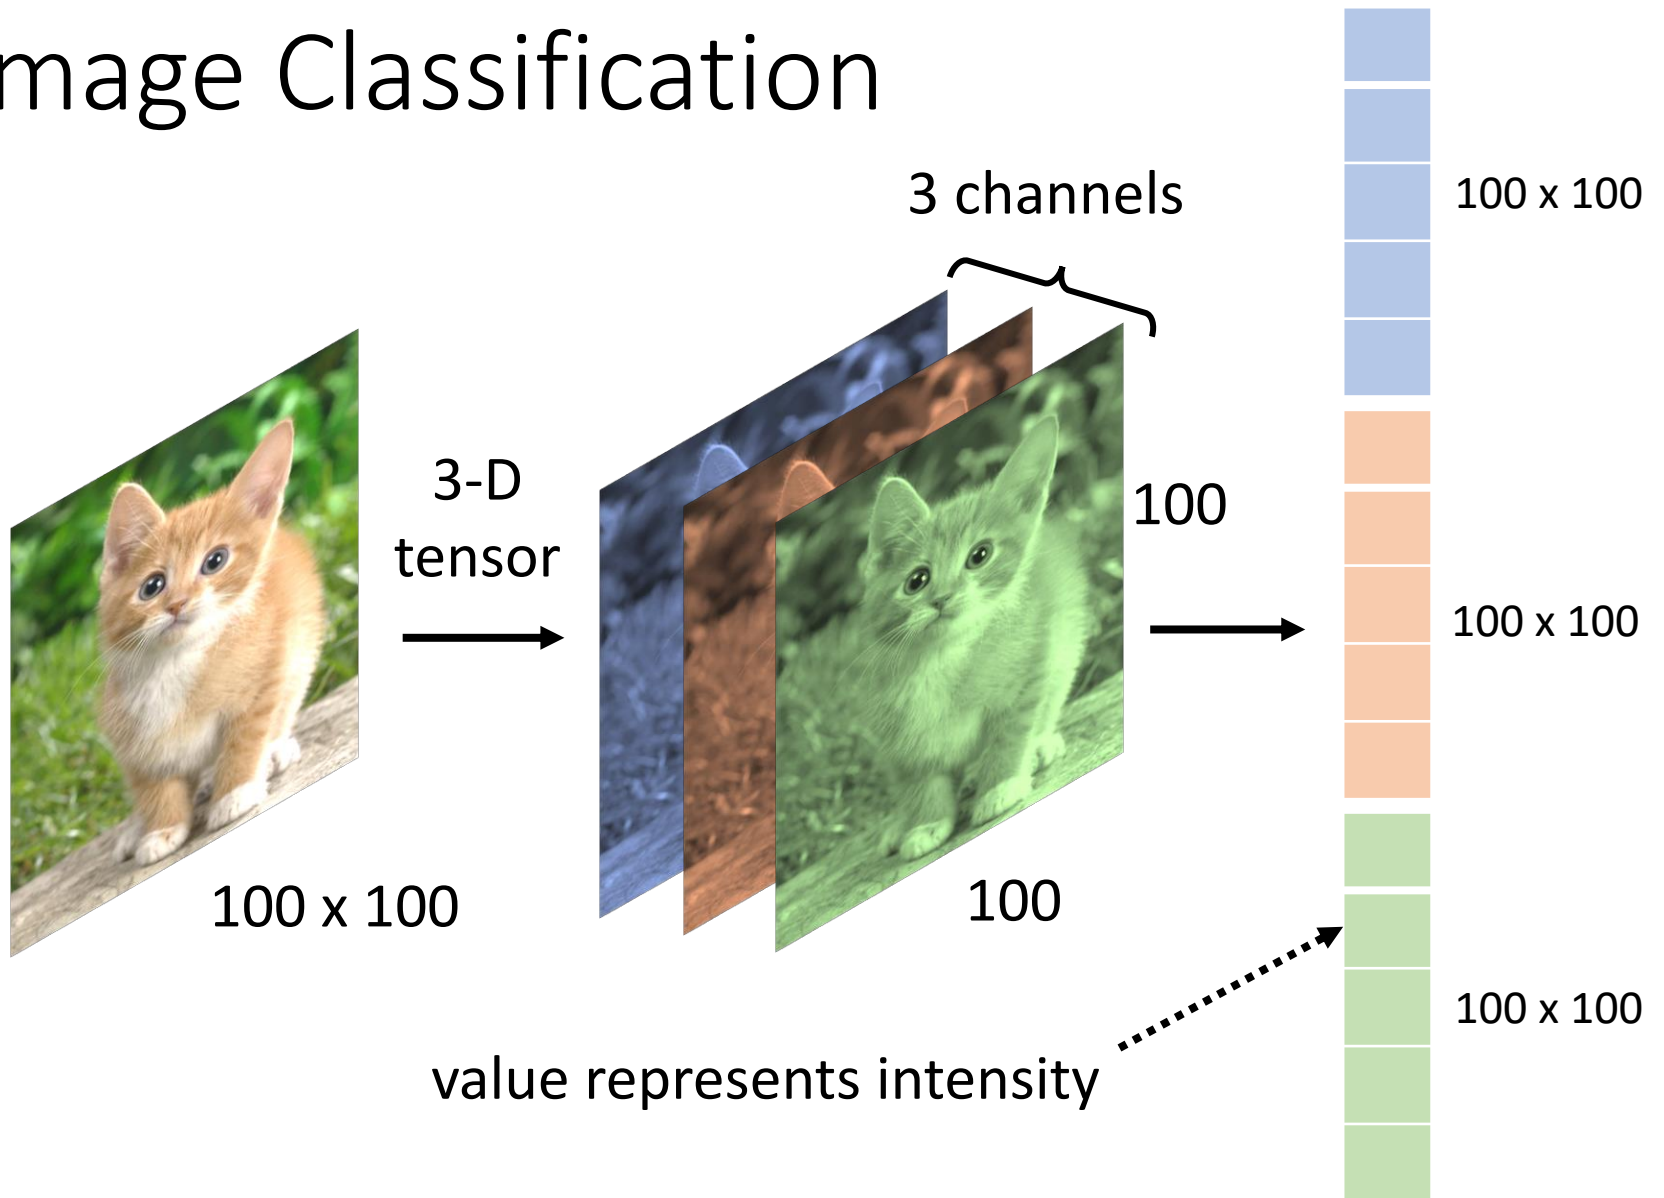 mage Classification
3 channels
100 x 100
3-D
tensor
100
100 x 100
100 x 100
100
100 x 100
value represents intensity